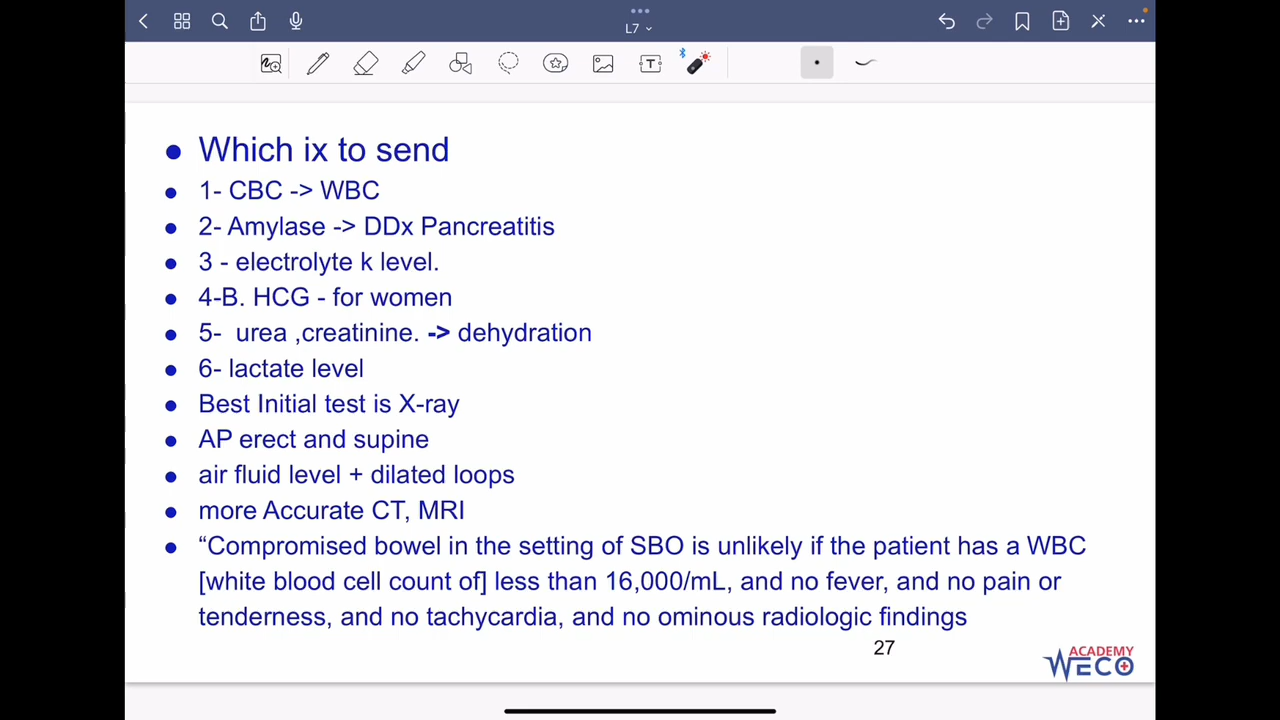 L7
● Which ix to send
● 1- CBC -> WBC
● 2- Amylase -> DDx Pancreatitis
● 3 - electrolyte k level.
● 4-B. HCG - for women
● 5-  urea ,creatinine. -> dehydration
● 6- lactate level
● Best Initial test is X-ray
● AP erect and supine
● air fluid level + dilated loops
● more Accurate CT, MRI
● “Compromised bowel in the setting of SBO is unlikely if the patient has a WBC
[white blood cell count of] less than 16,000/mL, and no fever, and no pain or
tenderness, and no tachycardia, and no ominous radiologic findings
27
ACADEMY
WECO